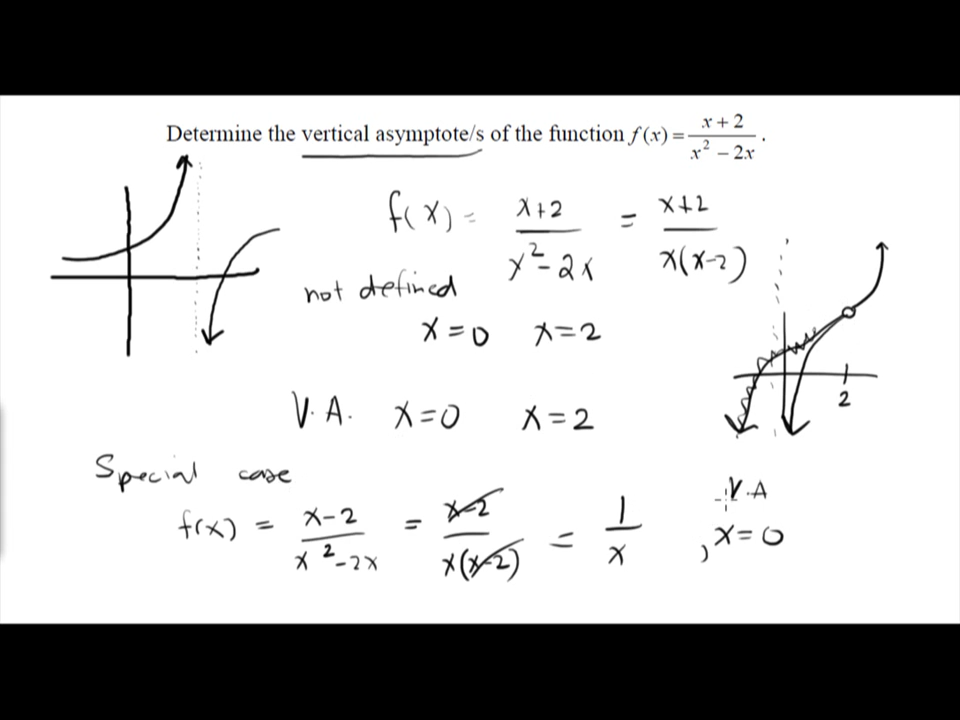 Determine the vertical asymptote/s of the function f(x) = (x + 2)/(x² − 2x) .
f(x) = (x+2)/(x² − 2x) = (x+2)/(x(x−2))
not defined
x = 0 x = 2
2
V.A. x = 0 x = 2
Special case
V.A
f(x) = (x−2)/(x² − 2x) = (x−2)/(x(x−2)) = 1/x , x = 0